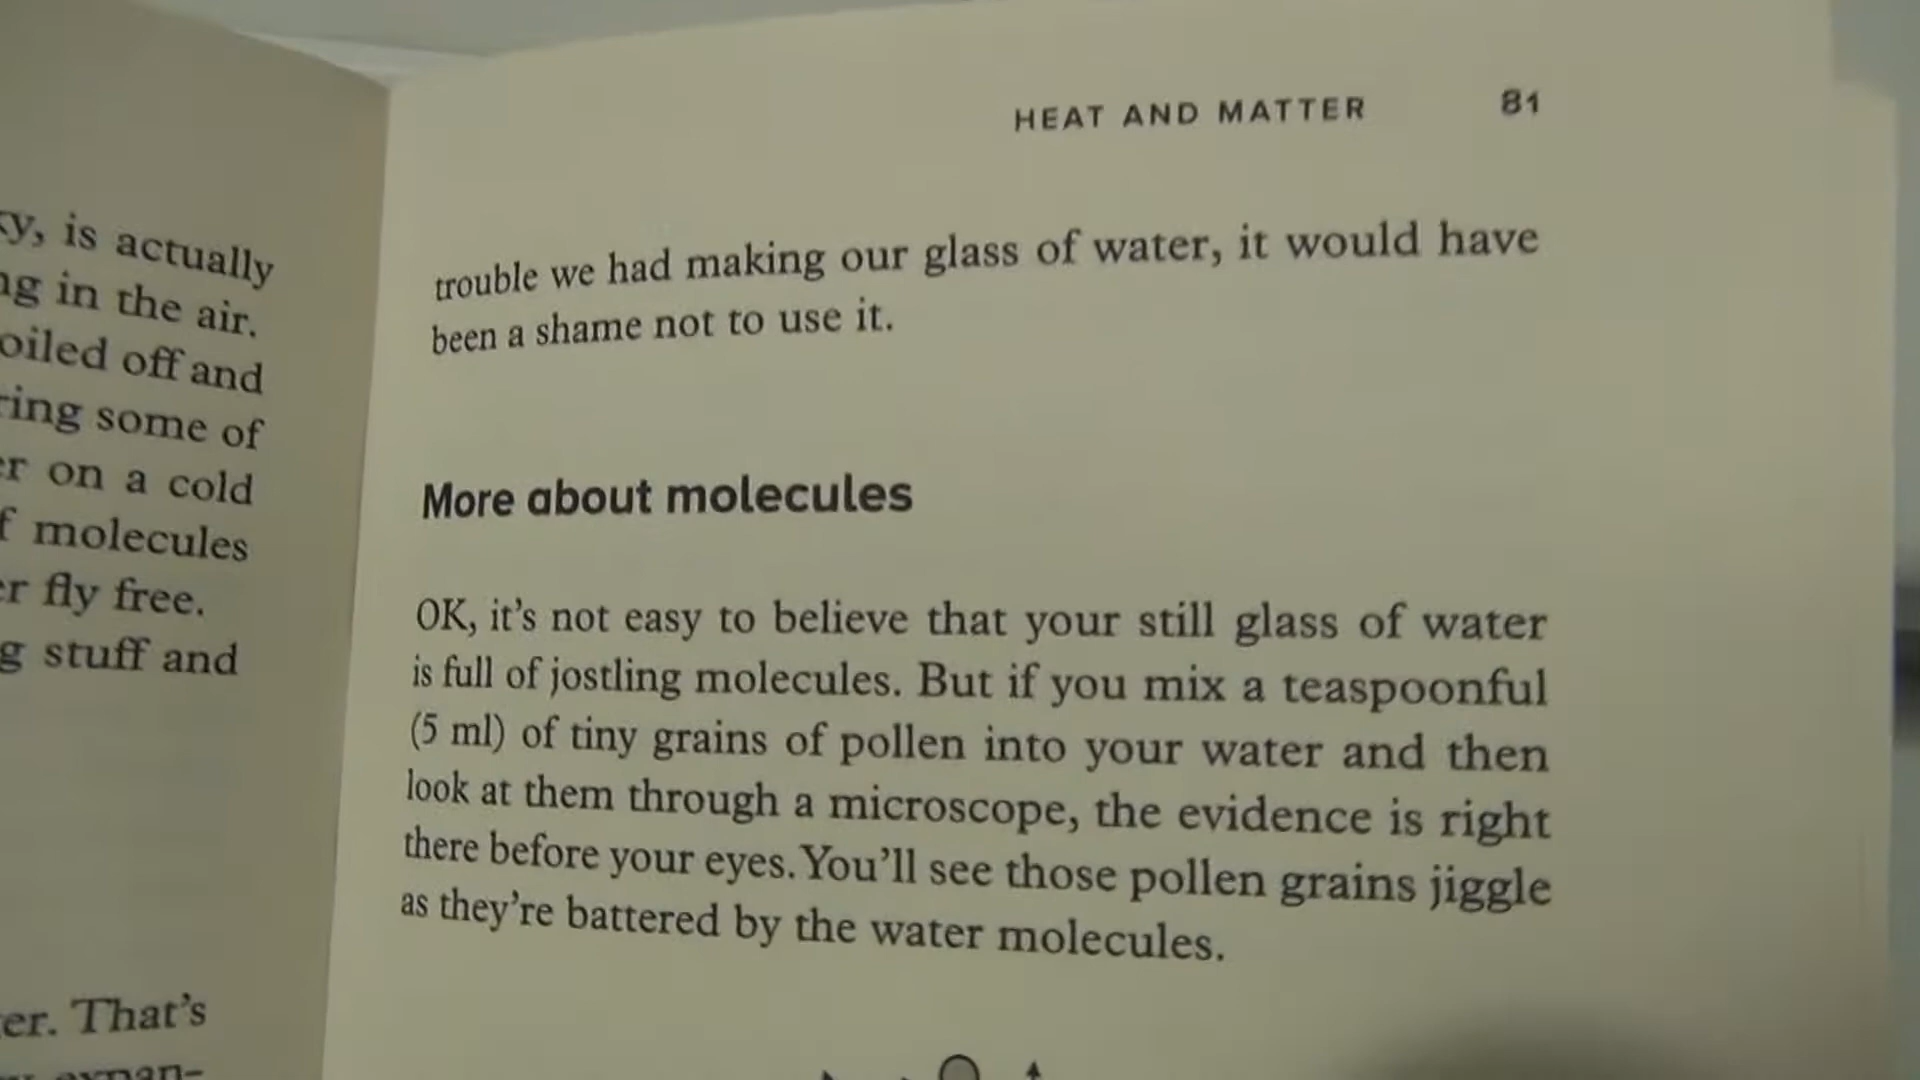 is actually
in the air.
off and
some of
on a cold
molecules
fly free.
stuff and
That's
HEAT AND MATTER 81
trouble we had making our glass of water, it would have
been a shame not to use it.
More about molecules
OK, it's not easy to believe that your still glass of water
is full of jostling molecules. But if you mix a teaspoonful
(5 ml) of tiny grains of pollen into your water and then
look at them through a microscope, the evidence is right
there before your eyes. You'll see those pollen grains jiggle
as they're battered by the water molecules.